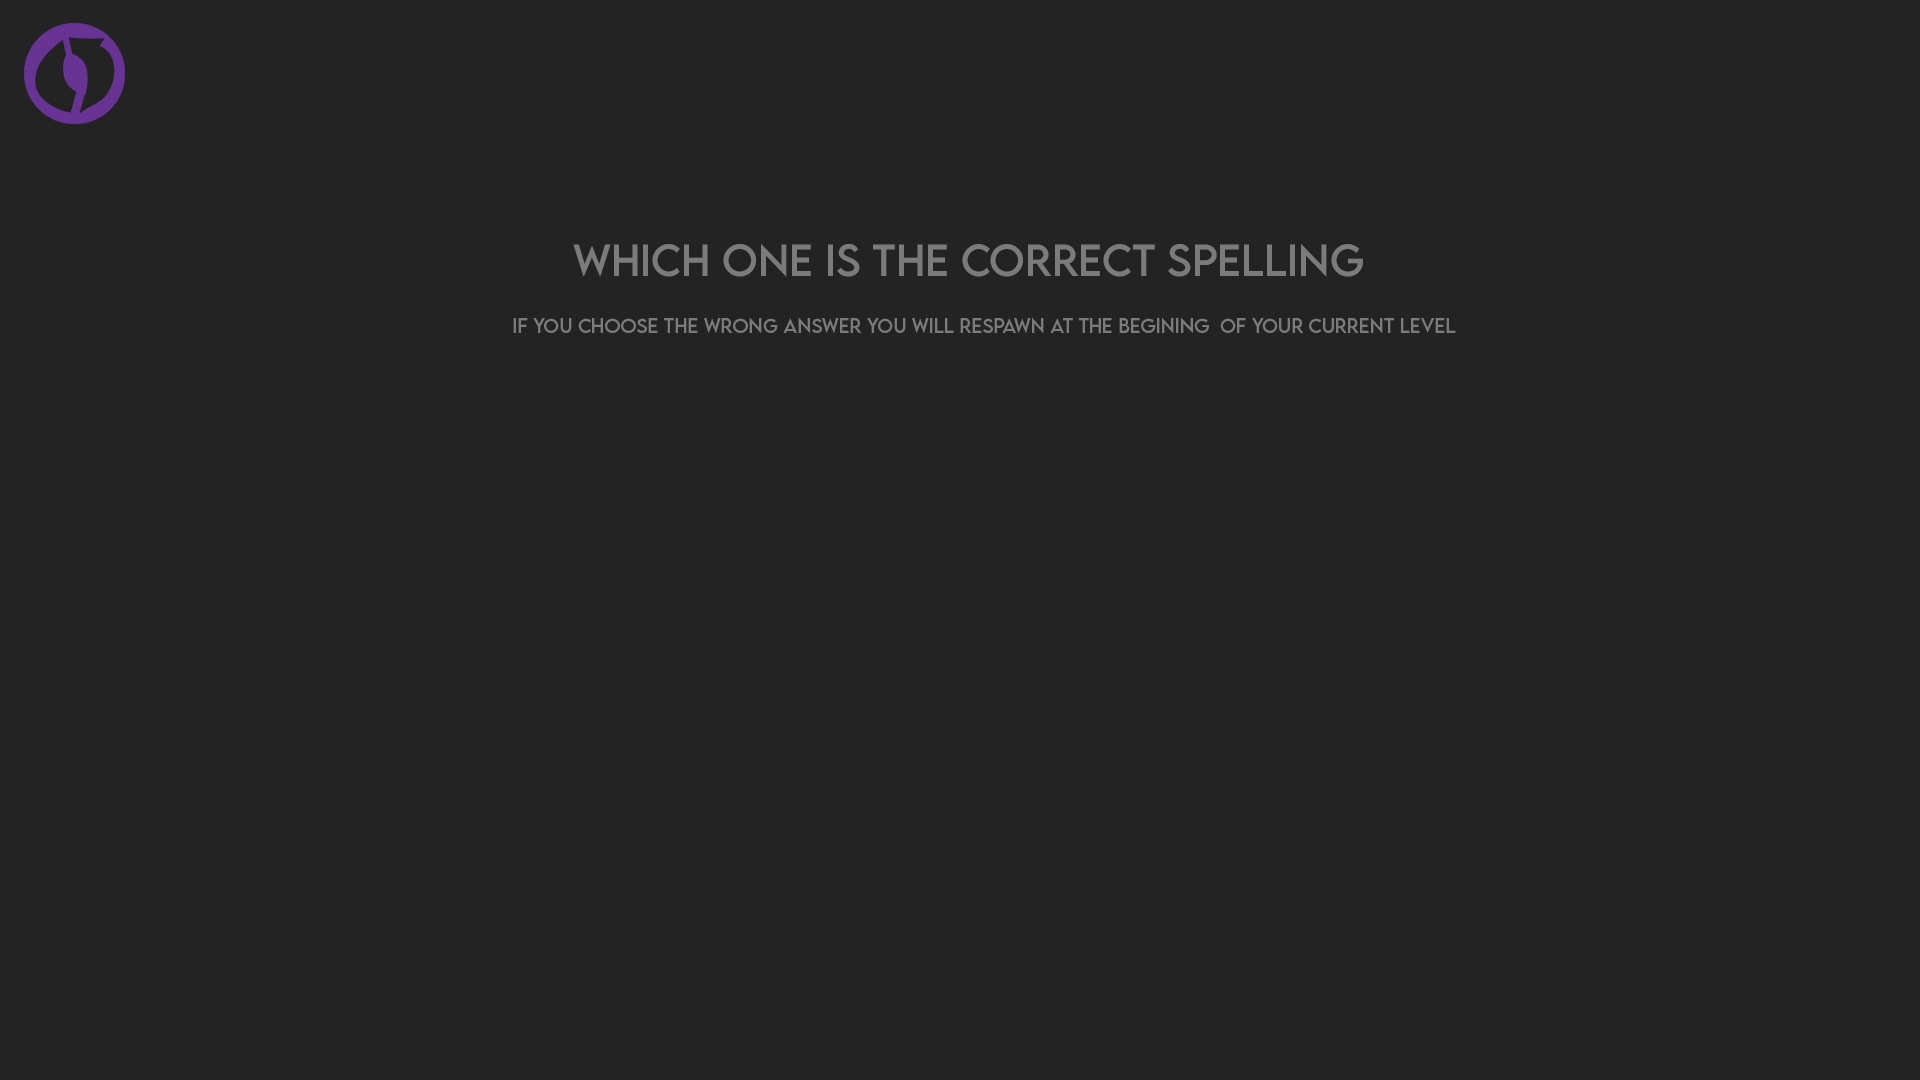 WHICH ONE IS THE CORRECT SPELLING
IF YOU CHOOSE THE WRONG ANSWER YOU WILL RESPAWN AT THE BEGINING OF YOUR CURRENT LEVEL